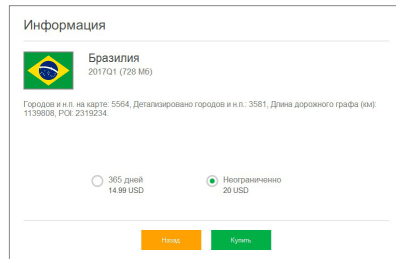 Информация
Бразилия
2017Q1 (728 Мб)
Городов и н.п. на карте: 5564, Детализировано городов и н.п.: 3581, Длина дорожного графа (км):
1139808, POI: 2319234.
365 дней
14.99 USD
Неограниченно
20 USD
Назад
Купить